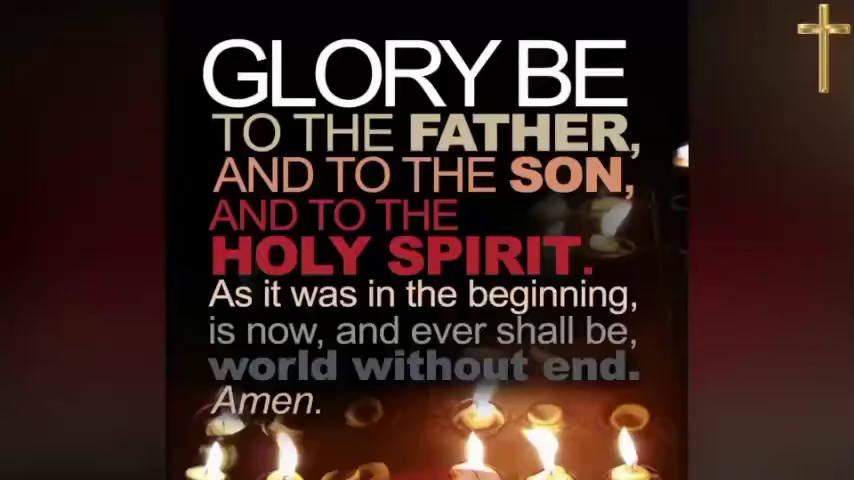 GLORY BE
TO THE FATHER,
AND TO THE SON,
AND TO THE
HOLY SPIRIT.
As it was in the beginning,
is now, and ever shall be,
world without end.
Amen.